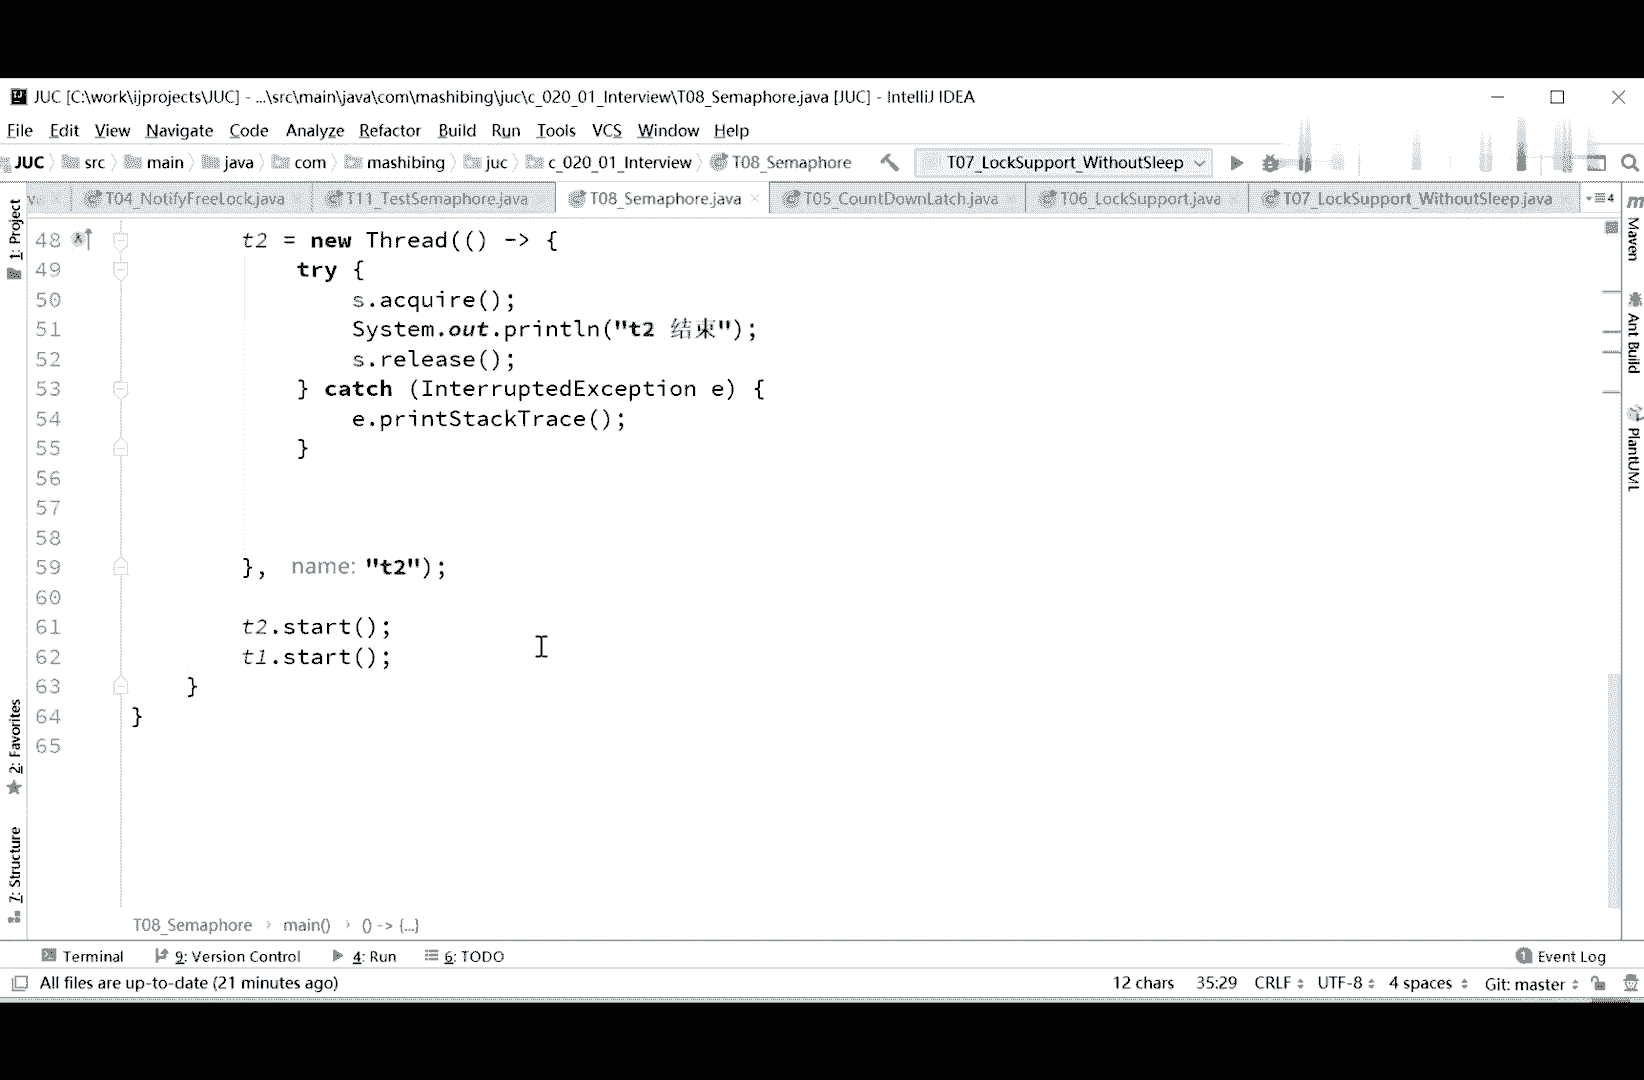 JUC [C:\work\ijprojects\JUC] - ...\src\main\java\com\mashibing\juc\c_020_01_Interview\T08_Semaphore.java [JUC] - IntelliJ IDEA
File Edit View Navigate Code Analyze Refactor Build Run Tools VCS Window Help
JUC src main java com mashibing juc c_020_01_Interview T08_Semaphore T07_LockSupport_WithoutSleep
T04_NotifyFreeLock.java T11_TestSemaphore.java T08_Semaphore.java T05_CountDownLatch.java T06_LockSupport.java T07_LockSupport_WithoutSleep.java 4
1: Project
2: Favorites
7: Structure
48 t2 = new Thread(() -> {
49 try {
50 s.acquire();
51 System.out.println("t2 结束");
52 s.release();
53 } catch (InterruptedException e) {
54 e.printStackTrace();
55 }
56
57
58
59 }, name: "t2");
60
61 t2.start();
62 t1.start();
63 }
64 }
65
Maven
Ant Build
PlantUML
T08_Semaphore › main() › () -> {...}
Terminal 9: Version Control 4: Run 6: TODO 1 Event Log
All files are up-to-date (21 minutes ago) 12 chars 35:29 CRLF UTF-8 4 spaces Git: master